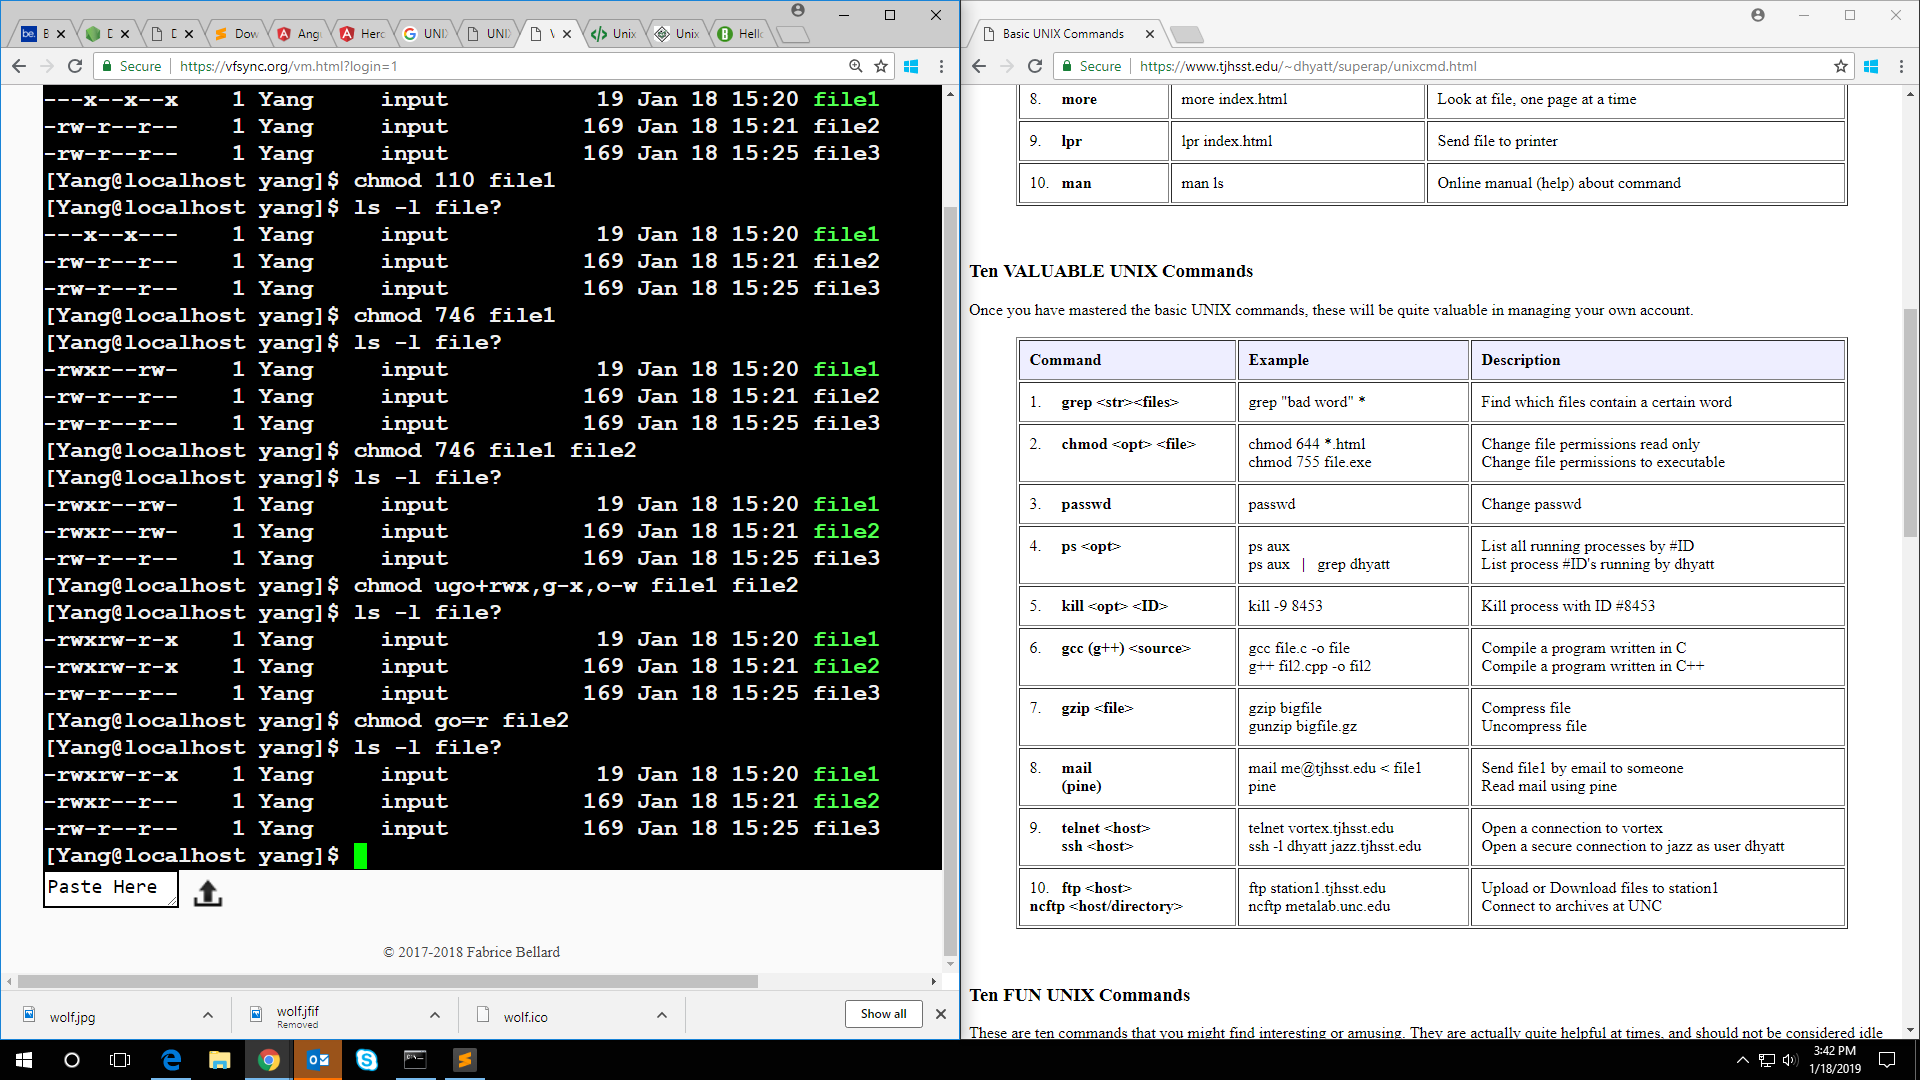 be. B
D
D
Dow
Ang
Herc
G UNI
UNI
V
Unix
Unix
B Hello
Secure https://vfsync.org/vm.html?login=1
---x--x--x 1 Yang input 19 Jan 18 15:20 file1
-rw-r--r-- 1 Yang input 169 Jan 18 15:21 file2
-rw-r--r-- 1 Yang input 169 Jan 18 15:25 file3
[Yang@localhost yang]$ chmod 110 file1
[Yang@localhost yang]$ ls -l file?
---x--x--- 1 Yang input 19 Jan 18 15:20 file1
-rw-r--r-- 1 Yang input 169 Jan 18 15:21 file2
-rw-r--r-- 1 Yang input 169 Jan 18 15:25 file3
[Yang@localhost yang]$ chmod 746 file1
[Yang@localhost yang]$ ls -l file?
-rwxr--rw- 1 Yang input 19 Jan 18 15:20 file1
-rw-r--r-- 1 Yang input 169 Jan 18 15:21 file2
-rw-r--r-- 1 Yang input 169 Jan 18 15:25 file3
[Yang@localhost yang]$ chmod 746 file1 file2
[Yang@localhost yang]$ ls -l file?
-rwxr--rw- 1 Yang input 19 Jan 18 15:20 file1
-rwxr--rw- 1 Yang input 169 Jan 18 15:21 file2
-rw-r--r-- 1 Yang input 169 Jan 18 15:25 file3
[Yang@localhost yang]$ chmod ugo+rwx,g-x,o-w file1 file2
[Yang@localhost yang]$ ls -l file?
-rwxrw-r-x 1 Yang input 19 Jan 18 15:20 file1
-rwxrw-r-x 1 Yang input 169 Jan 18 15:21 file2
-rw-r--r-- 1 Yang input 169 Jan 18 15:25 file3
[Yang@localhost yang]$ chmod go=r file2
[Yang@localhost yang]$ ls -l file?
-rwxrw-r-x 1 Yang input 19 Jan 18 15:20 file1
-rwxr--r-- 1 Yang input 169 Jan 18 15:21 file2
-rw-r--r-- 1 Yang input 169 Jan 18 15:25 file3
[Yang@localhost yang]$
Paste Here
© 2017-2018 Fabrice Bellard
wolf.jpg
wolf.jfif
Removed
wolf.ico
Show all
Basic UNIX Commands
Secure https://www.tjhsst.edu/~dhyatt/superap/unixcmd.html
8. more more index.html Look at file, one page at a time
9. lpr lpr index.html Send file to printer
10. man man ls Online manual (help) about command
Ten VALUABLE UNIX Commands
Once you have mastered the basic UNIX commands, these will be quite valuable in managing your own account.
Command Example Description
1. grep <str><files> grep "bad word" * Find which files contain a certain word
2. chmod <opt> <file> chmod 644 *.html Change file permissions read only
chmod 755 file.exe Change file permissions to executable
3. passwd passwd Change passwd
4. ps <opt> ps aux List all running processes by #ID
ps aux | grep dhyatt List process #ID's running by dhyatt
5. kill <opt> <ID> kill -9 8453 Kill process with ID #8453
6. gcc (g++) <source> gcc file.c -o file Compile a program written in C
g++ fil2.cpp -o fil2 Compile a program written in C++
7. gzip <file> gzip bigfile Compress file
gunzip bigfile.gz Uncompress file
8. mail mail me@tjhsst.edu < file1 Send file1 by email to someone
(pine) pine Read mail using pine
9. telnet <host> telnet vortex.tjhsst.edu Open a connection to vortex
ssh <host> ssh -l dhyatt jazz.tjhsst.edu Open a secure connection to jazz as user dhyatt
10. ftp <host> ftp station1.tjhsst.edu Upload or Download files to station1
ncftp <host/directory> ncftp metalab.unc.edu Connect to archives at UNC
Ten FUN UNIX Commands
These are ten commands that you might find interesting or amusing. They are actually quite helpful at times, and should not be considered idle
3:42 PM
1/18/2019